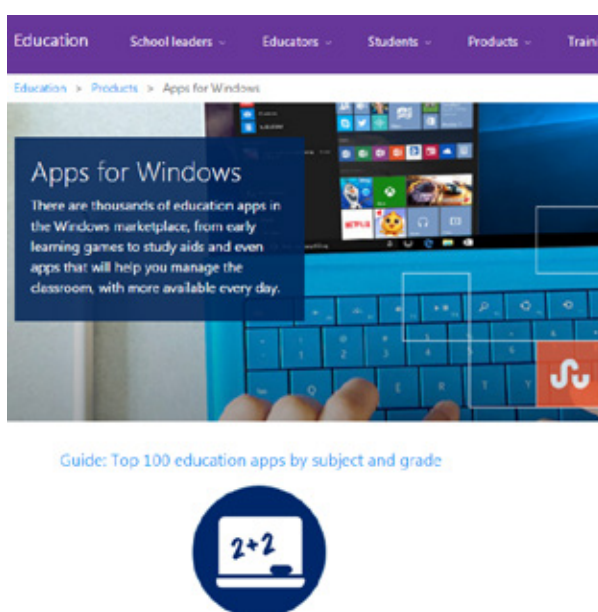 Education
School leaders
Educators
Students
Products
Education > Products > Apps for Windows
Apps for Windows
There are thousands of education apps in
the Windows marketplace, from early
learning games to study aids and even
apps that will help you manage the
classroom, with more available every day.
NETFLIX
Q E R T Y
Guide: Top 100 education apps by subject and grade
2+2